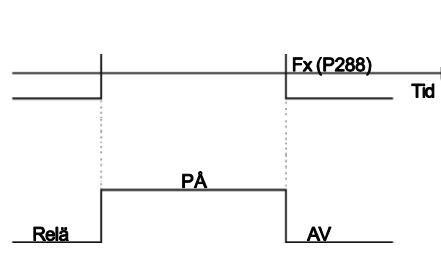 Fx (P288)
Tid
PÅ
Relä
AV